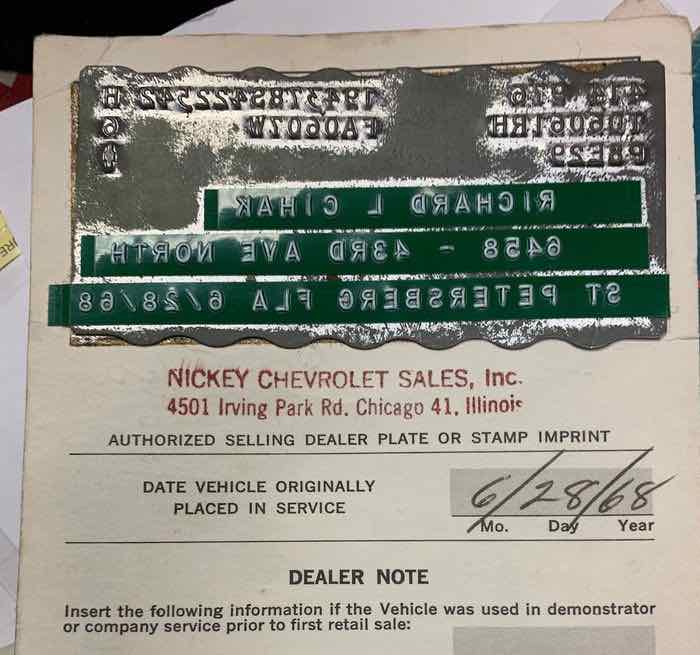 194378S422542 H
P8E29
RICHARD L CIHAK
6458 - 43RD AVE NORTH
ST PETERSBERG FLA 6/28/68
NICKEY CHEVROLET SALES, Inc.
4501 Irving Park Rd. Chicago 41, Illinois
AUTHORIZED SELLING DEALER PLATE OR STAMP IMPRINT
DATE VEHICLE ORIGINALLY
PLACED IN SERVICE
6/28/68
Mo. Day Year
DEALER NOTE
Insert the following information if the Vehicle was used in demonstrator
or company service prior to first retail sale: